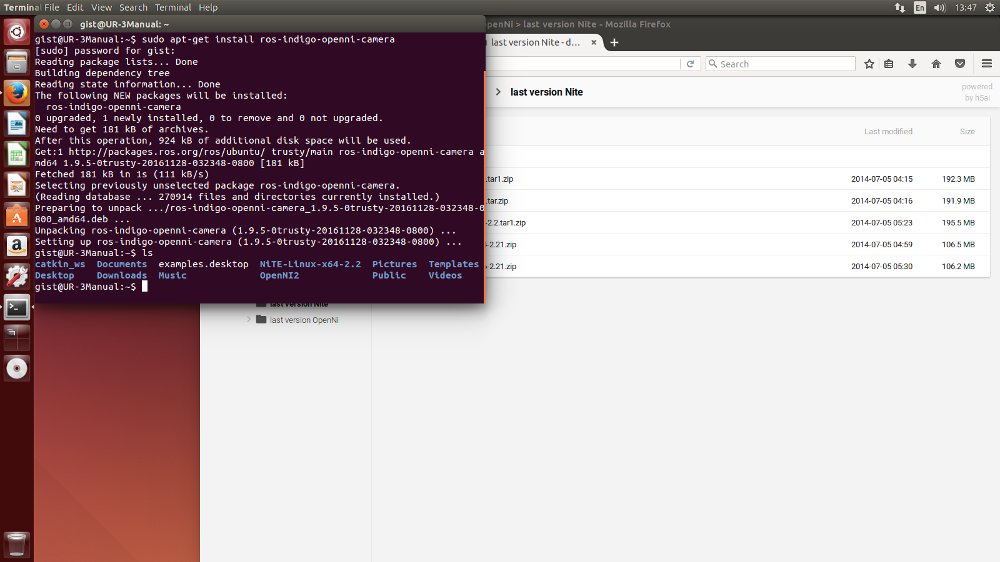 Terminal File Edit View Search Terminal Help
En 13:47
gist@UR-3Manual: ~
penNi > last version Nite - Mozilla Firefox
gist@UR-3Manual:~$ sudo apt-get install ros-indigo-openni-camera
[sudo] password for gist:
Reading package lists... Done
Building dependency tree
Reading state information... Done
The following NEW packages will be installed:
ros-indigo-openni-camera
0 upgraded, 1 newly installed, 0 to remove and 0 not upgraded.
Need to get 181 kB of archives.
After this operation, 924 kB of additional disk space will be used.
Get:1 http://packages.ros.org/ros/ubuntu/ trusty/main ros-indigo-openni-camera a
md64 1.9.5-0trusty-20161128-032348-0800 [181 kB]
Fetched 181 kB in 1s (111 kB/s)
Selecting previously unselected package ros-indigo-openni-camera.
(Reading database ... 270914 files and directories currently installed.)
Preparing to unpack .../ros-indigo-openni-camera_1.9.5-0trusty-20161128-032348-0
800_amd64.deb ...
Unpacking ros-indigo-openni-camera (1.9.5-0trusty-20161128-032348-0800) ...
Setting up ros-indigo-openni-camera (1.9.5-0trusty-20161128-032348-0800) ...
gist@UR-3Manual:~$ ls
catkin_ws Documents examples.desktop NiTE-Linux-x64-2.2 Pictures Templates
Desktop Downloads Music OpenNI2 Public Videos
gist@UR-3Manual:~$
last version Nite - d...
Search
last version Nite
powered
by h5ai
Last modified Size
.tar1.zip 2014-07-05 04:15 192.3 MB
.tar.zip 2014-07-05 04:16 191.9 MB
-2.2.tar1.zip 2014-07-05 05:23 195.5 MB
-2.21.zip 2014-07-05 04:59 106.5 MB
-2.21.zip 2014-07-05 05:30 106.2 MB
last version Nite
last version OpenNi